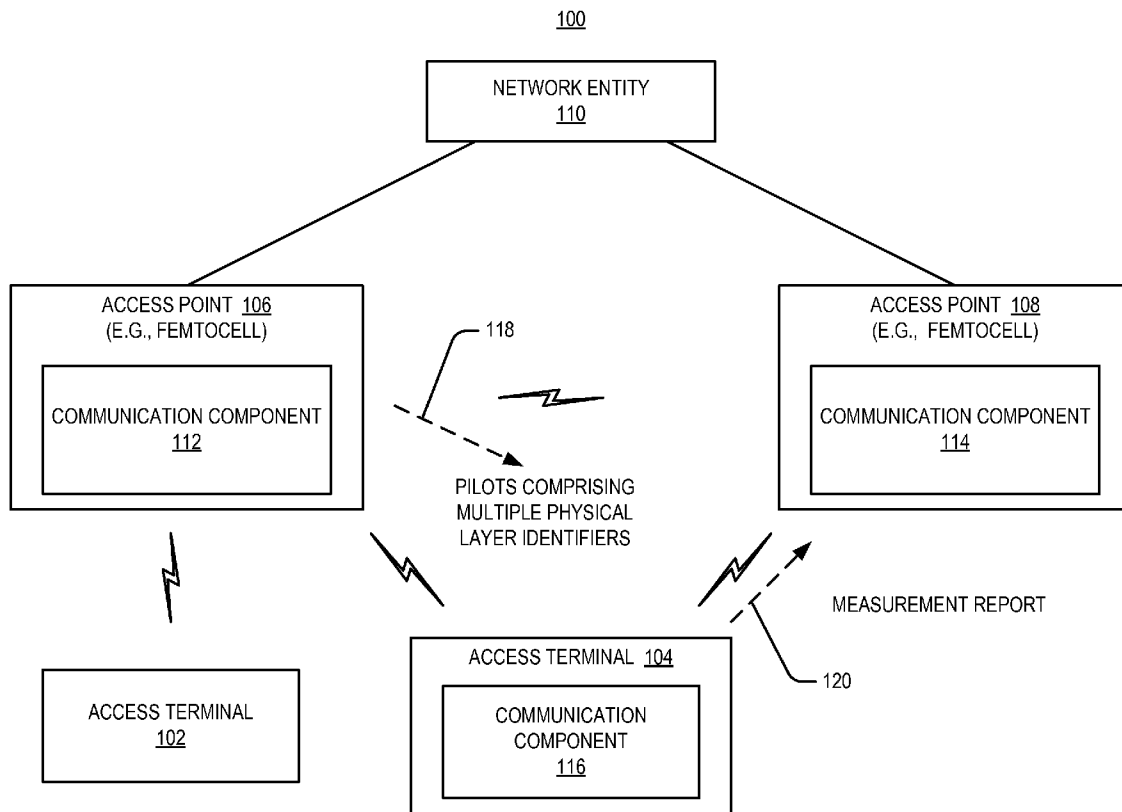 100
NETWORK ENTITY
110
ACCESS POINT 106
(E.G., FEMTOCELL)
COMMUNICATION COMPONENT
112
118
PILOTS COMPRISING
MULTIPLE PHYSICAL
LAYER IDENTIFIERS
ACCESS POINT 108
(E.G., FEMTOCELL)
COMMUNICATION COMPONENT
114
MEASUREMENT REPORT
120
ACCESS TERMINAL
102
ACCESS TERMINAL 104
COMMUNICATION
COMPONENT
116